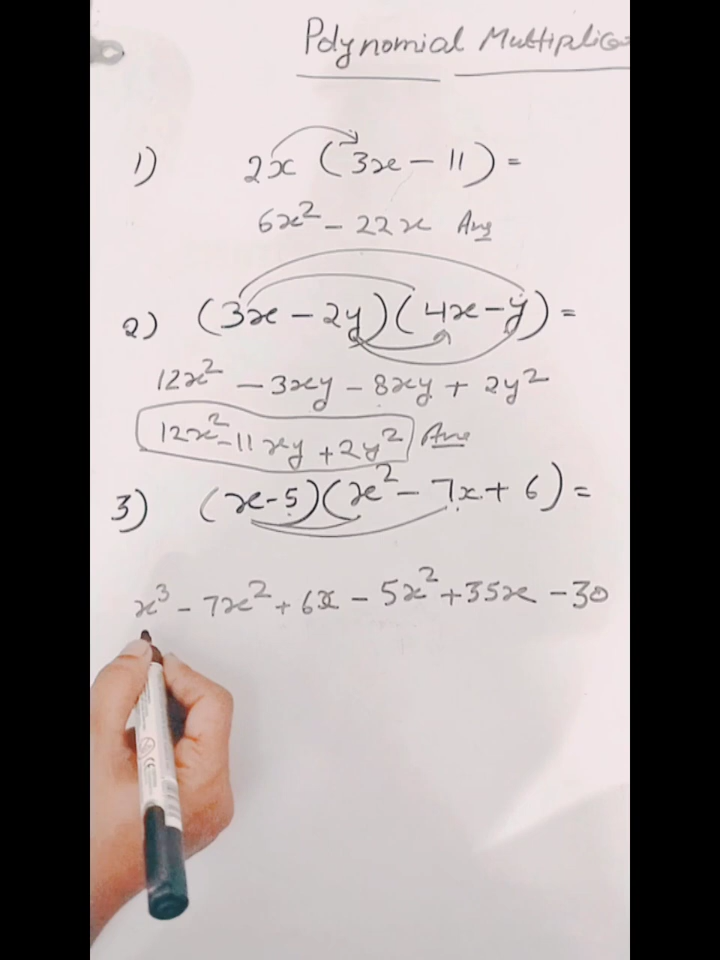 Polynomial Multiplica
1) 2x (3x - 11) =
6x² - 22x Ans
2) (3x - 2y)(4x - y) =
12x² - 3xy - 8xy + 2y²
12x² - 11xy + 2y² Ans
3) (x - 5)(x² - 7x + 6) =
x³ - 7x² + 6x - 5x² + 35x - 30